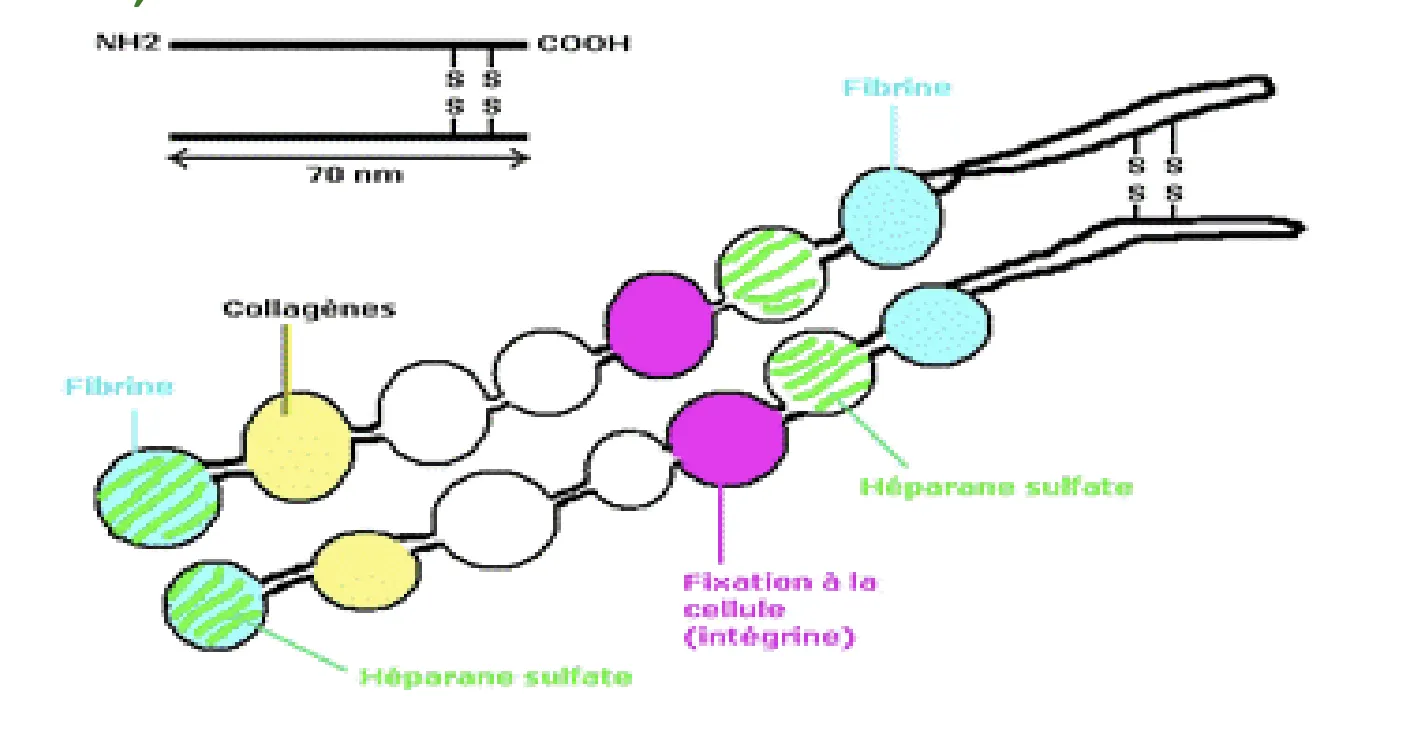 NH2 COOH
S S
S S
70 nm
Fibrine
S S
S S
Collagènes
Fibrine
Héparane sulfate
Fixation à la
cellule
(intégrine)
Héparane sulfate